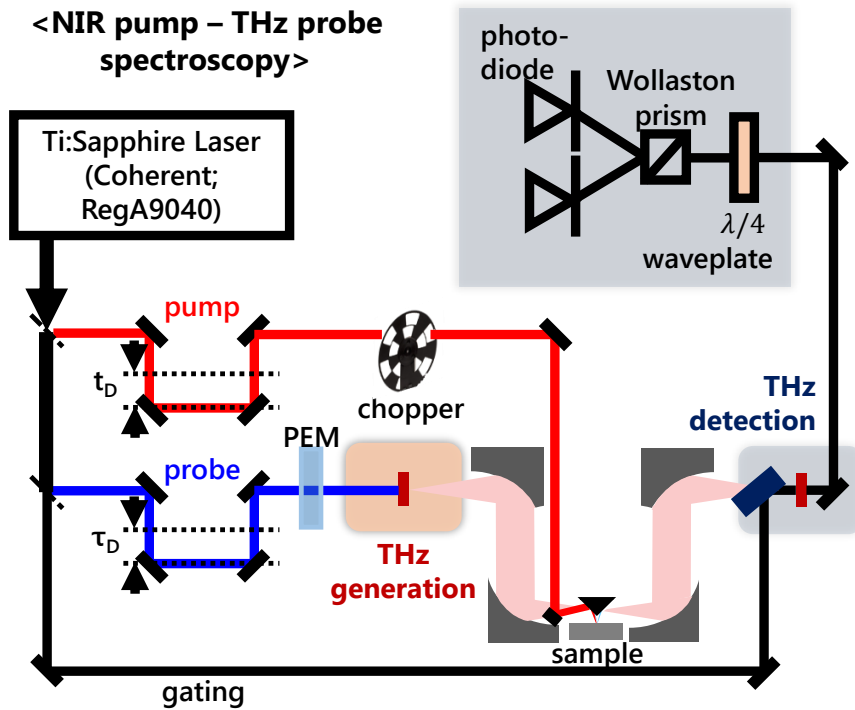 <NIR pump – THz probe
spectroscopy>
photo-
diode
Wollaston
prism
λ/4
waveplate
Ti:Sapphire Laser
(Coherent;
RegA9040)
pump
t_D
chopper
THz
detection
PEM
probe
τ_D
THz
generation
sample
gating